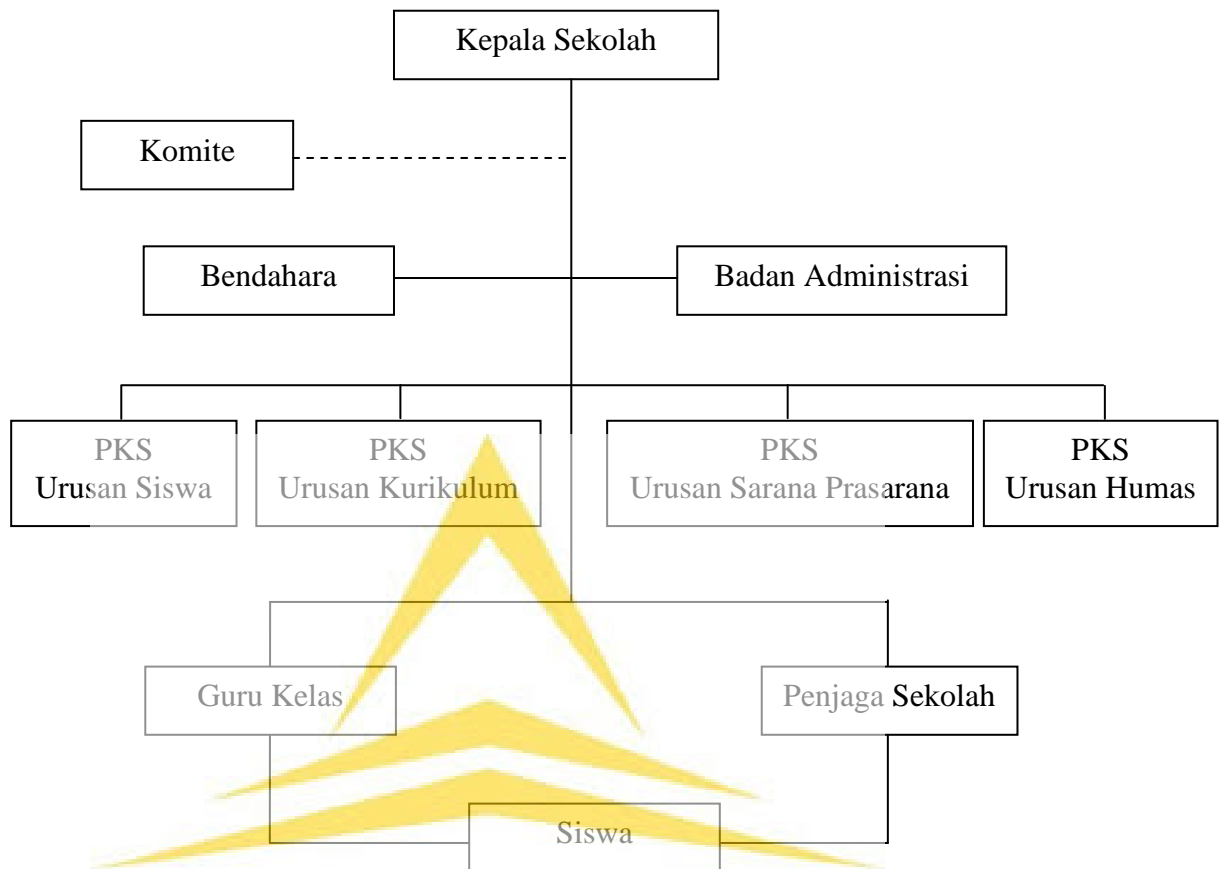 Kepala Sekolah
Komite
Bendahara
Badan Administrasi
PKS
Urusan Siswa
PKS
Urusan Kurikulum
PKS
Urusan Sarana Prasarana
PKS
Urusan Humas
Guru Kelas
Penjaga Sekolah
Siswa